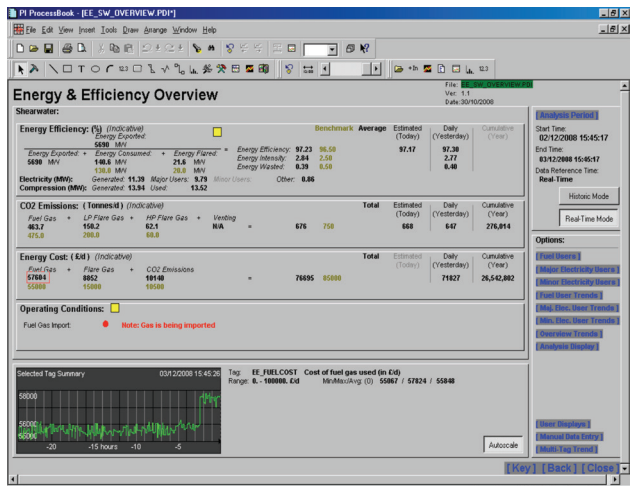 PI ProcessBook - [EE_SW_OVERVIEW.PDI*]
File Edit View Insert Tools Draw Arrange Window Help
Energy & Efficiency Overview
File: EE_SW_OVERVIEW.PDI
Ver: 1.1
Date: 30/10/2008
Shearwater:
Energy Efficiency: (%) (Indicative)
Energy Exported:
5690 MW
Energy Exported: + Energy Consumed: + Energy Flared:
5690 MW 140.6 MW 21.6 MW
130.0 MW 20.0 MW
=
Benchmark Average Estimated (Today) Daily (Yesterday) Cumulative (Year)
Energy Efficiency: 97.23 96.50 97.17 97.30
Energy Intensity: 2.84 2.50 2.77
Energy Wasted: 0.39 0.50 0.40
Electricity (MW): Generated 11.39 Major Users: 9.79 Minor Users: Other: 0.86
Compression (MW): Generated: 13.94 Used: 13.52
CO2 Emissions: (Tonnes/d) (Indicative)
Total Estimated (Today) Daily (Yesterday) Cumulative (Year)
Fuel Gas + LP Flare Gas + HP Flare Gas + Venting
463.7 150.2 62.1 N/A = 676 750 668 647 276,014
475.0 200.0 60.0
Energy Cost: (£/d) (Indicative)
Total Estimated (Today) Daily (Yesterday) Cumulative (Year)
Fuel Gas + Flare Gas + CO2 Emissions
57604 8852 10140 = 76695 85000 71827 26,542,002
55000 15000 10500
Operating Conditions:
Fuel Gas Import: Note: Gas is being imported
Selected Tag Summary 03/12/2008 15:45:26
58000
56000
-20 -15 hours -10 -5
Tag: EE_FUELCOST Cost of fuel gas used (in £/d)
Range: 0. - 100000. £/d Min/Max/Avg: (0) 55067 / 57824 / 55848
Autoscale
[Analysis Period]
Start Time:
02/12/2008 15:45:17
End Time:
03/12/2008 15:45:17
Data Reference Time:
Real-Time
Historic Mode
Real-Time Mode
Options:
[Fuel Users]
[Major Electricity Users]
[Minor Electricity Users]
[Fuel User Trends]
[Maj. Elec. User Trends]
[Min. Elec. User Trends]
[Overview Trends]
[Analysis Display]
[User Displays]
[Manual Data Entry]
[Multi-Tag Trend]
[Key] [Back] [Close]